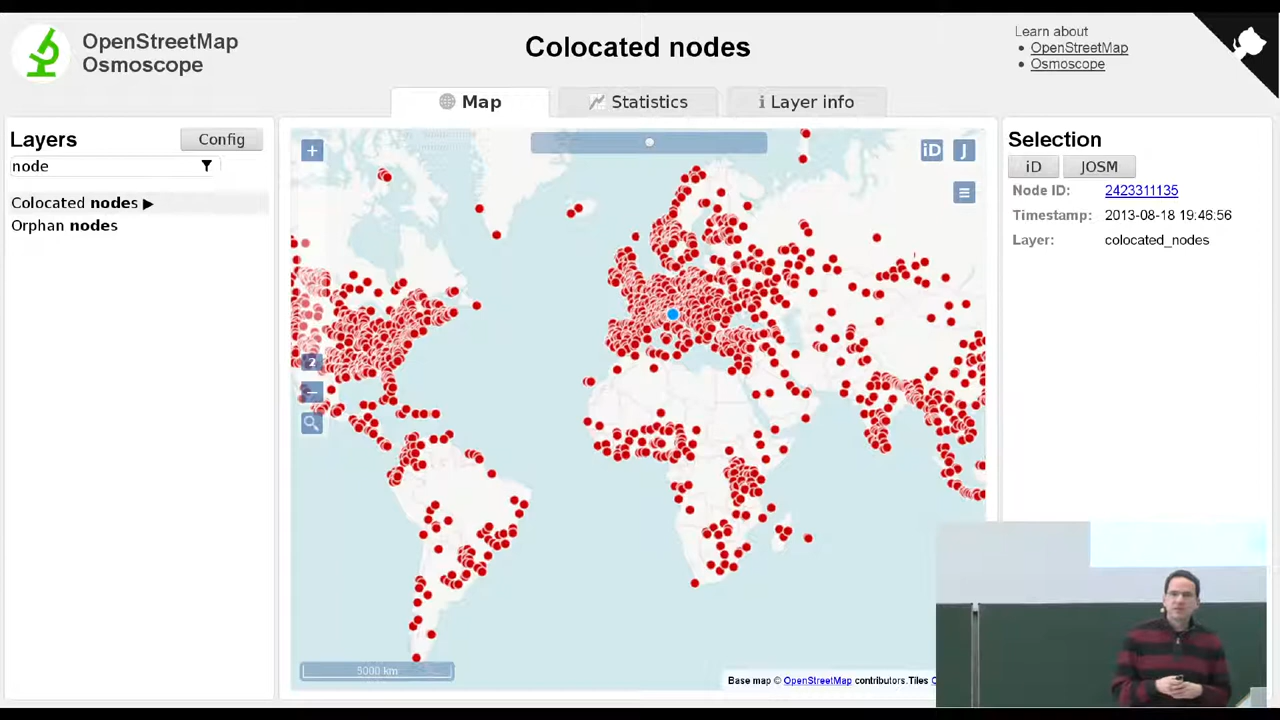 OpenStreetMap
Osmoscope
Colocated nodes
Learn about
• OpenStreetMap
• Osmoscope
Map
Statistics
i Layer info
Layers
Config
node
Colocated nodes ▶
Orphan nodes
+
2
−
iD
J
≡
5000 km
Base map © OpenStreetMap contributors. Tiles
Selection
iD
JOSM
Node ID: 2423311135
Timestamp: 2013-08-18 19:46:56
Layer: colocated_nodes